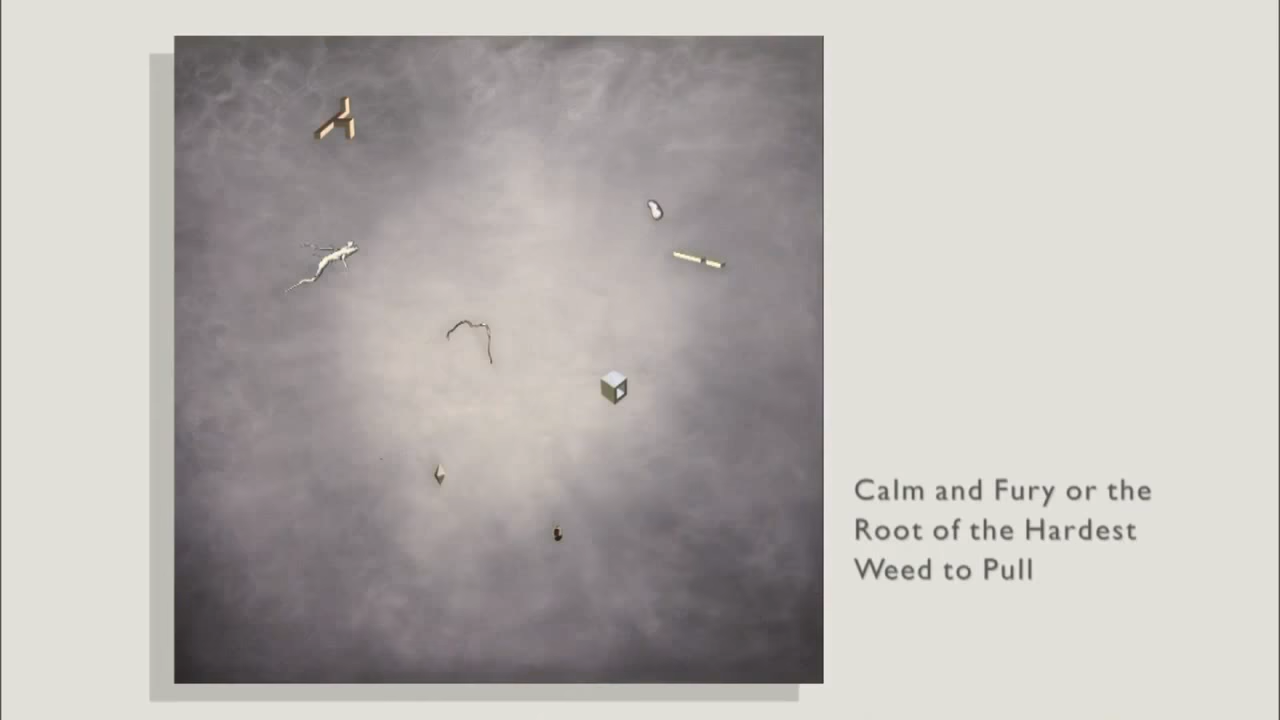 Calm and Fury or the
Root of the Hardest
Weed to Pull